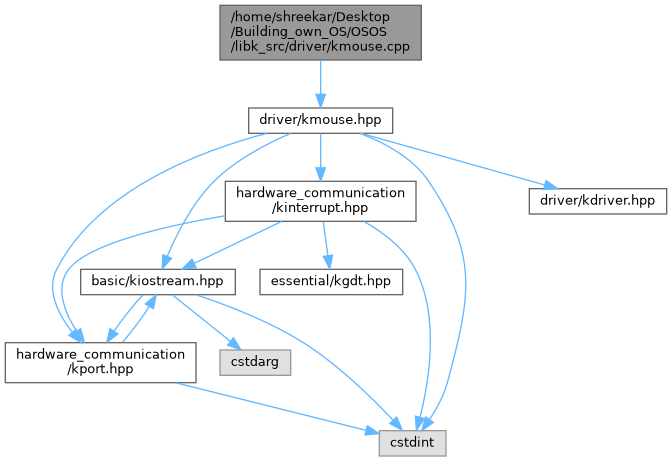 /home/shreekar/Desktop
/Building_own_OS/OSOS
/libk_src/driver/kmouse.cpp
driver/kmouse.hpp
hardware_communication
/kinterrupt.hpp
driver/kdriver.hpp
basic/kiostream.hpp
essential/kgdt.hpp
hardware_communication
/kport.hpp
cstdarg
cstdint